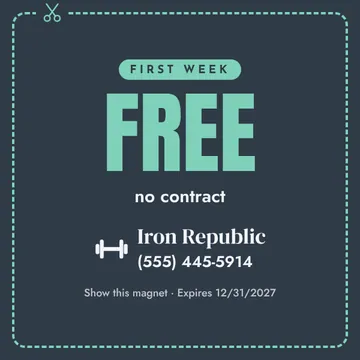 FIRST WEEK
FREE
no contract
Iron Republic
(555) 445-5914
Show this magnet · Expires 12/31/2027